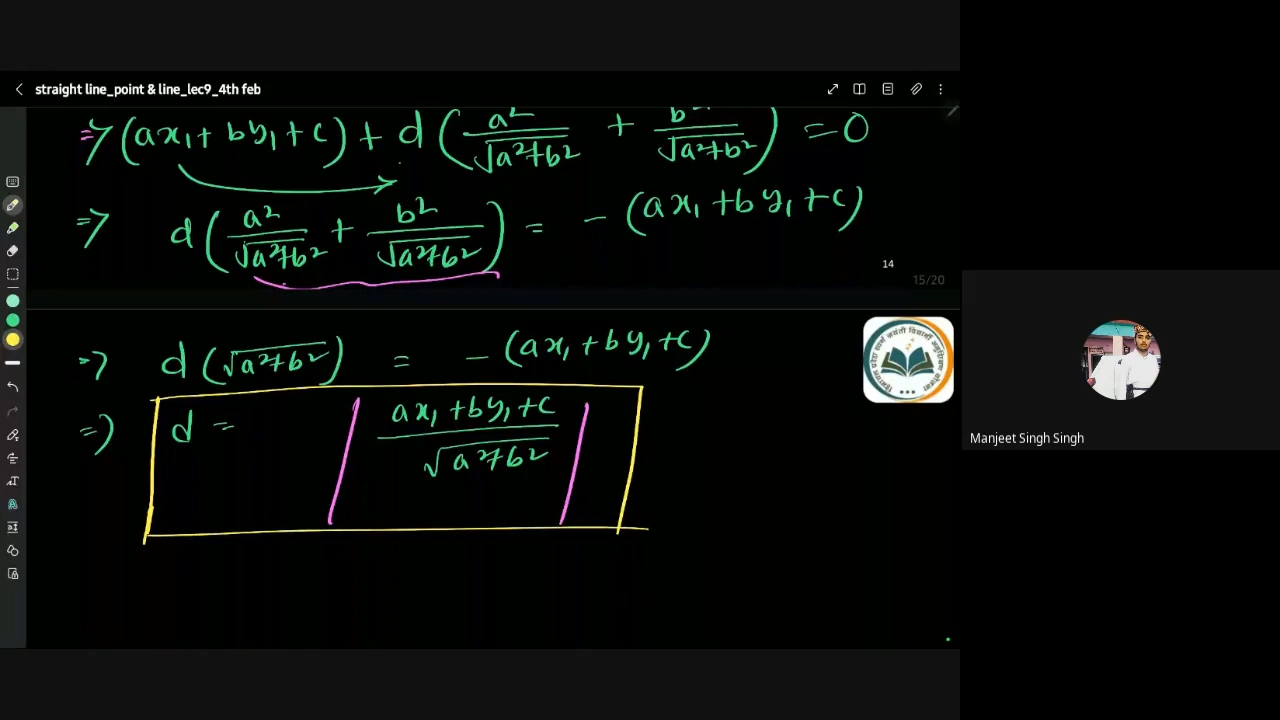 straight line_point & line_lec9_4th feb
=> (ax₁ + by₁ + c) + d (a²/√a²+b² + b²/√a²+b²) = 0
=> d (a²/√a²+b² + b²/√a²+b²) = - (ax₁ + by₁ + c)
14
15/20
=> d (√a²+b²) = - (ax₁ + by₁ + c)
=> d = | ax₁ + by₁ + c / √a²+b² |
Manjeet Singh Singh